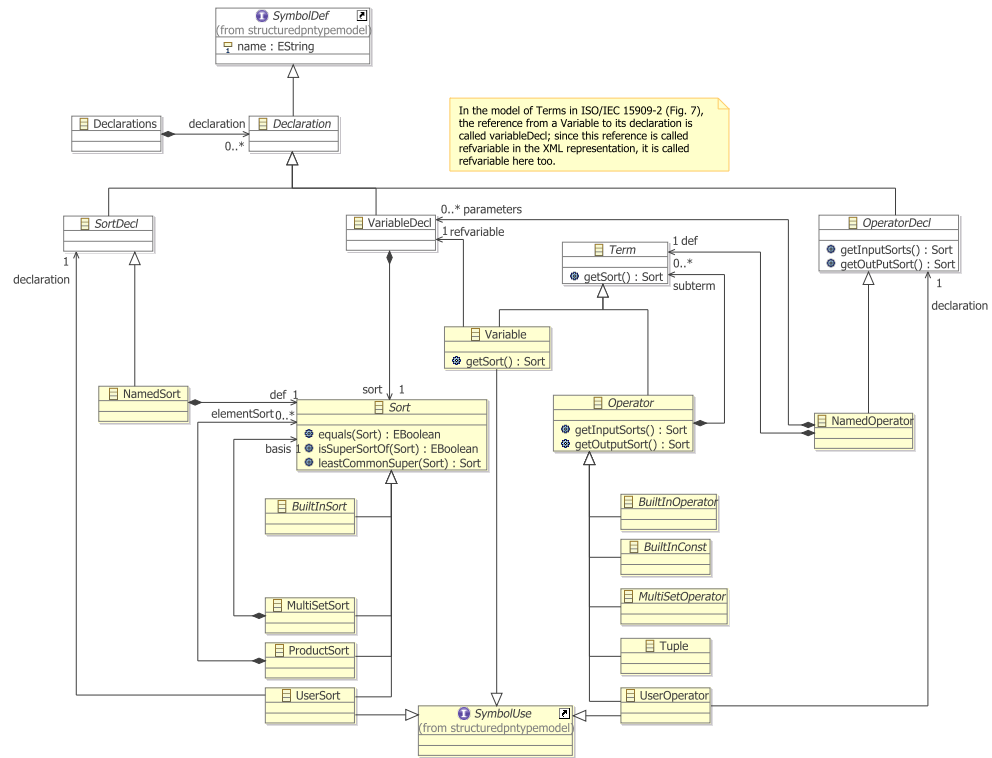 SymbolDef
(from structuredpntypemodel)
name : EString
Declarations
declaration
0..*
Declaration
In the model of Terms in ISO/IEC 15909-2 (Fig. 7),
the reference from a Variable to its declaration is
called variableDecl; since this reference is called
refvariable in the XML representation, it is called
refvariable here too.
SortDecl
VariableDecl
0..* parameters
1 refvariable
OperatorDecl
getInputSorts() : Sort
getOutPutSort() : Sort
Term
getSort() : Sort
1 def
0..*
subterm
1
declaration
1
declaration
Variable
getSort() : Sort
NamedSort
def 1
sort 1
Sort
equals(Sort) : EBoolean
isSuperSortOf(Sort) : EBoolean
leastCommonSuper(Sort) : Sort
elementSort 0..*
basis 1
Operator
getInputSorts() : Sort
getOutputSort() : Sort
NamedOperator
BuiltInSort
BuiltInOperator
BuiltInConst
MultiSetSort
MultiSetOperator
ProductSort
Tuple
UserSort
UserOperator
SymbolUse
(from structuredpntypemodel)